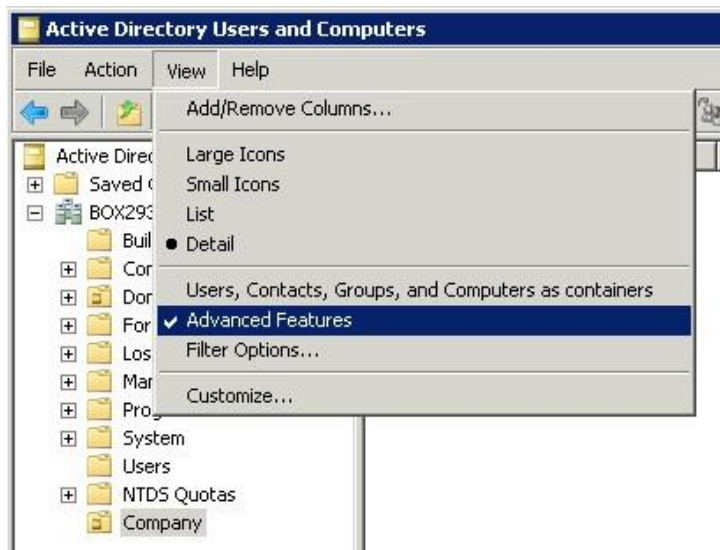 Active Directory Users and Computers
File Action View Help
Add/Remove Columns...
Large Icons
Small Icons
List
Detail
Users, Contacts, Groups, and Computers as containers
Advanced Features
Filter Options...
Customize...
Active Direc
Saved
BOX293
Buil
Cor
Dor
For
Los
Mar
Prog
System
Users
NTDS Quotas
Company